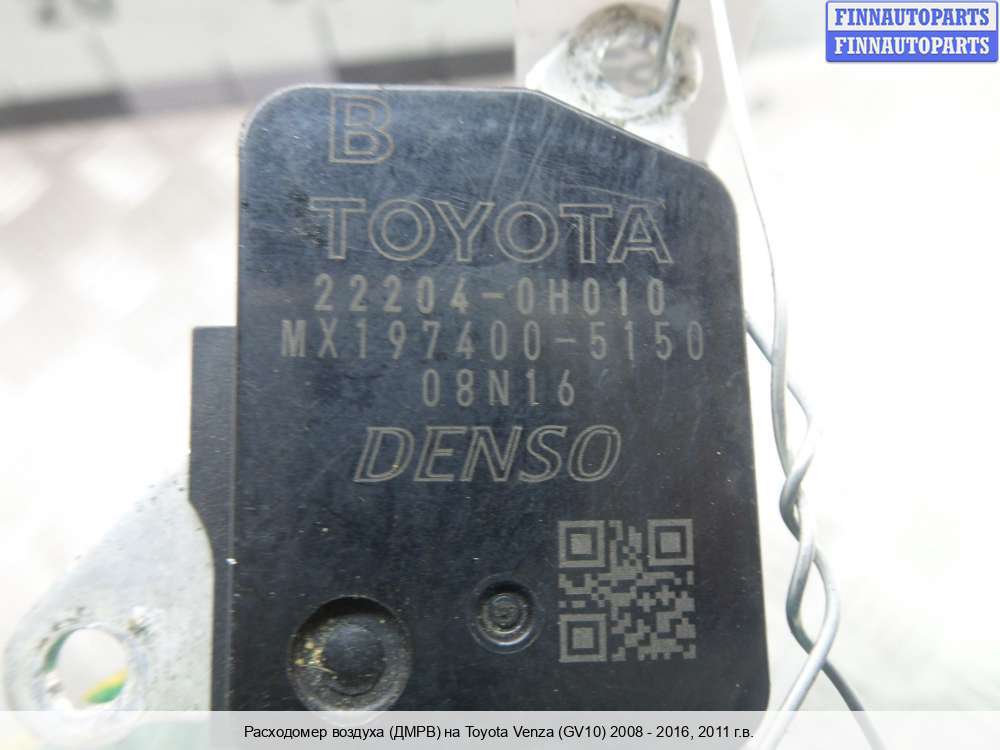 FINNAUTOPARTS
FINNAUTOPARTS
B
TOYOTA
22204-0H010
MX197400-5150
08N16
DENSO
Расходомер воздуха (ДМРВ) на Toyota Venza (GV10) 2008 - 2016, 2011 г.в.